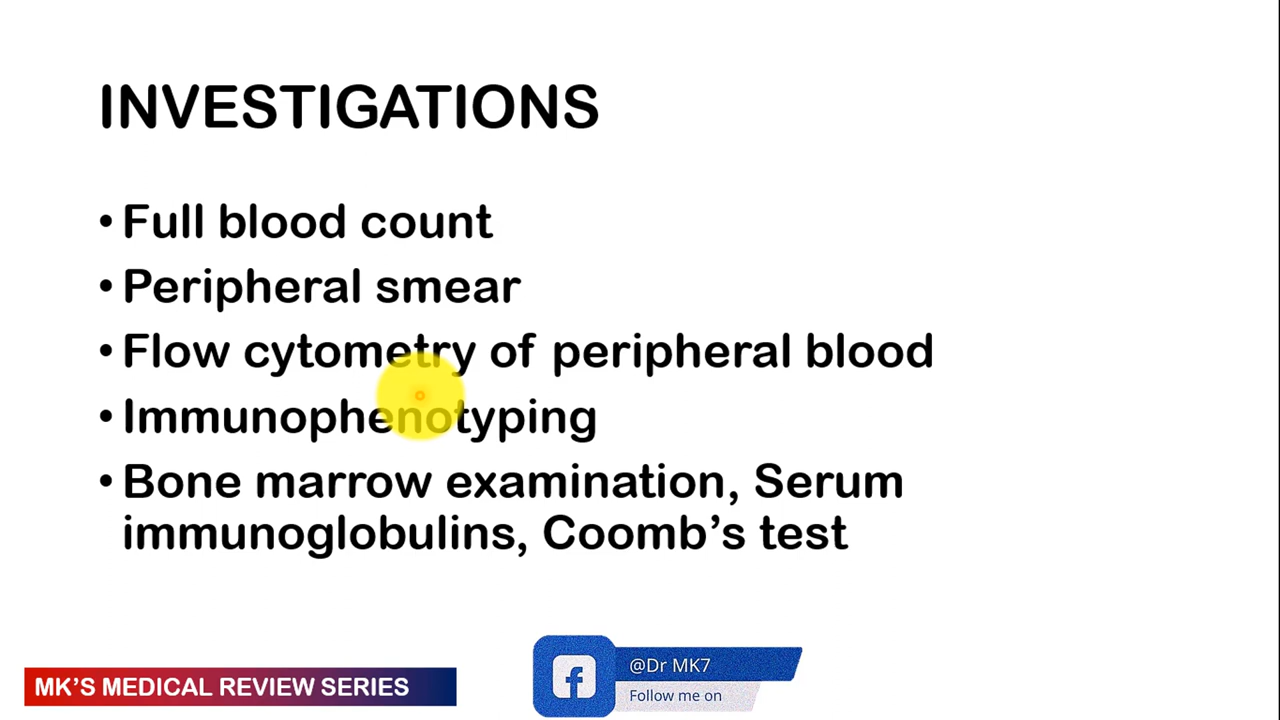 INVESTIGATIONS
• Full blood count
• Peripheral smear
• Flow cytometry of peripheral blood
• Immunophenotyping
• Bone marrow examination, Serum
immunoglobulins, Coomb’s test
MK'S MEDICAL REVIEW SERIES
@Dr MK7
Follow me on